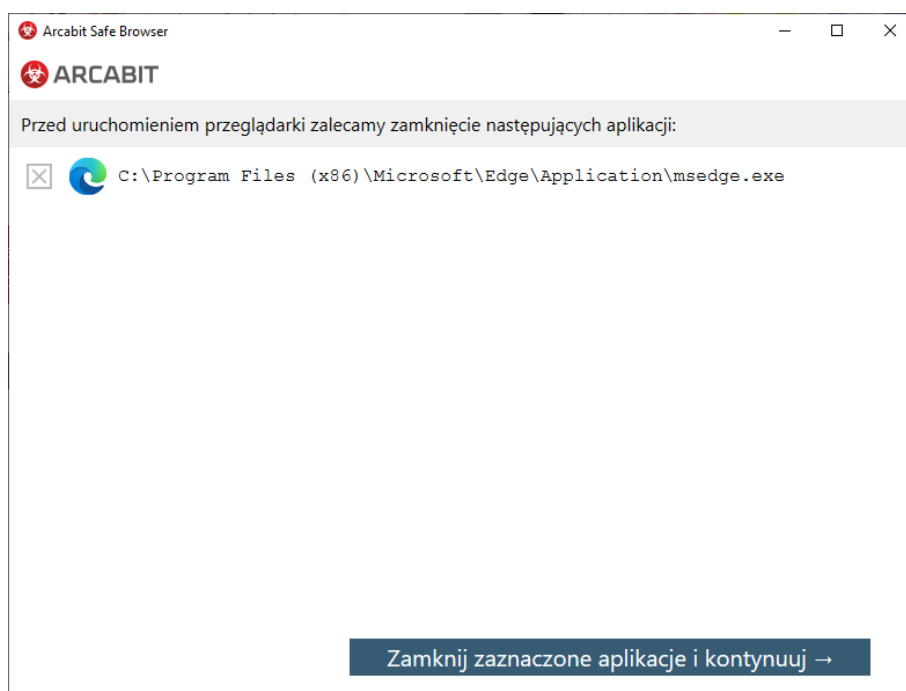 Arcabit Safe Browser
ARCABIT
Przed uruchomieniem przeglądarki zalecamy zamknięcie następujących aplikacji:
C:\Program Files (x86)\Microsoft\Edge\Application\msedge.exe
Zamknij zaznaczone aplikacje i kontynuuj →